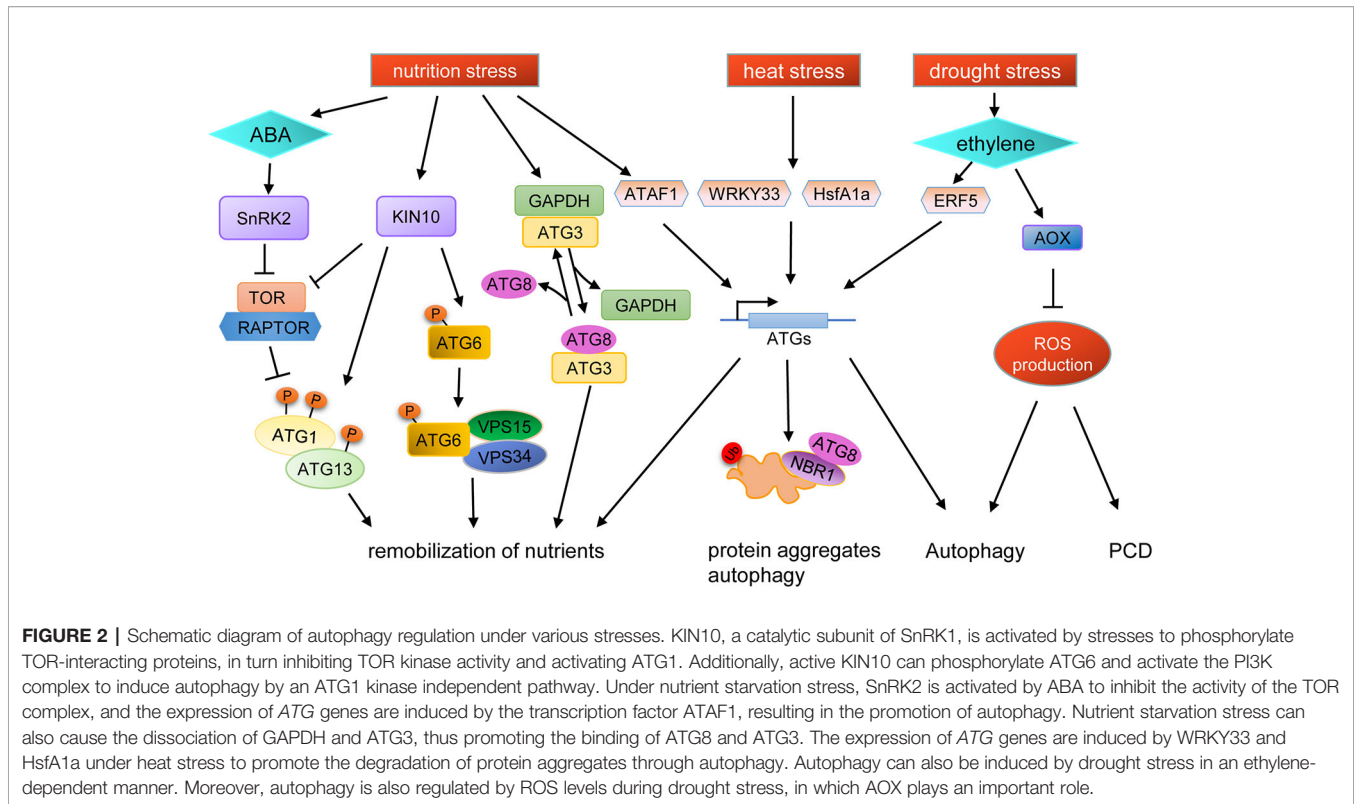 nutrition stress
heat stress
drought stress
ABA
ethylene
SnRK2
KIN10
GAPDH
ATG3
ATAF1
WRKY33
HsfA1a
ERF5
AOX
TOR
RAPTOR
ATG8
GAPDH
P
ATG6
ATG8
ATG3
ATGs
ROS
production
P
P
P
ATG1
ATG13
P
ATG6
VPS15
VPS34
Ub
NBR1
ATG8
remobilization of nutrients
protein aggregates
autophagy
Autophagy
PCD
FIGURE 2 | Schematic diagram of autophagy regulation under various stresses. KIN10, a catalytic subunit of SnRK1, is activated by stresses to phosphorylate
TOR-interacting proteins, in turn inhibiting TOR kinase activity and activating ATG1. Additionally, active KIN10 can phosphorylate ATG6 and activate the PI3K
complex to induce autophagy by an ATG1 kinase independent pathway. Under nutrient starvation stress, SnRK2 is activated by ABA to inhibit the activity of the TOR
complex, and the expression of ATG genes are induced by the transcription factor ATAF1, resulting in the promotion of autophagy. Nutrient starvation stress can
also cause the dissociation of GAPDH and ATG3, thus promoting the binding of ATG8 and ATG3. The expression of ATG genes are induced by WRKY33 and
HsfA1a under heat stress to promote the degradation of protein aggregates through autophagy. Autophagy can also be induced by drought stress in an ethylene-
dependent manner. Moreover, autophagy is also regulated by ROS levels during drought stress, in which AOX plays an important role.